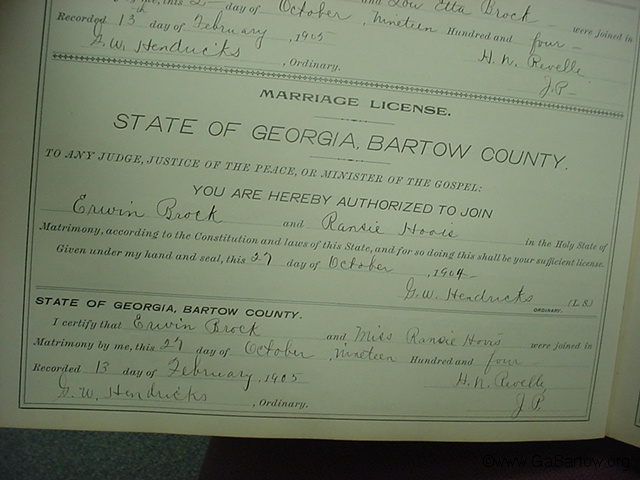 and Lou Etta Brock — were joined in
day of October, Nineteen Hundred and four —
Recorded 13 day of February, 1905 H. N. Revelle
G. W. Hendricks, Ordinary. J.P—
MARRIAGE LICENSE.
STATE OF GEORGIA, BARTOW COUNTY.
TO ANY JUDGE, JUSTICE OF THE PEACE, OR MINISTER OF THE GOSPEL:
YOU ARE HEREBY AUTHORIZED TO JOIN
Erwin Brock and Ransie Hovis in the Holy State of
Matrimony, according to the Constitution and laws of this State, and for so doing this shall be your sufficient license.
Given under my hand and seal, this 27 day of October, 1904
G. W. Hendricks (L.S.)
ORDINARY.
STATE OF GEORGIA, BARTOW COUNTY.
I certify that Erwin Brock and Miss Ransie Hovis were joined in
Matrimony by me, this 27 day of October, nineteen Hundred and four
Recorded 13 day of February, 1905 H. N. Revelle
G. W. Hendricks, Ordinary. J.P.
©www.GaBartow.org